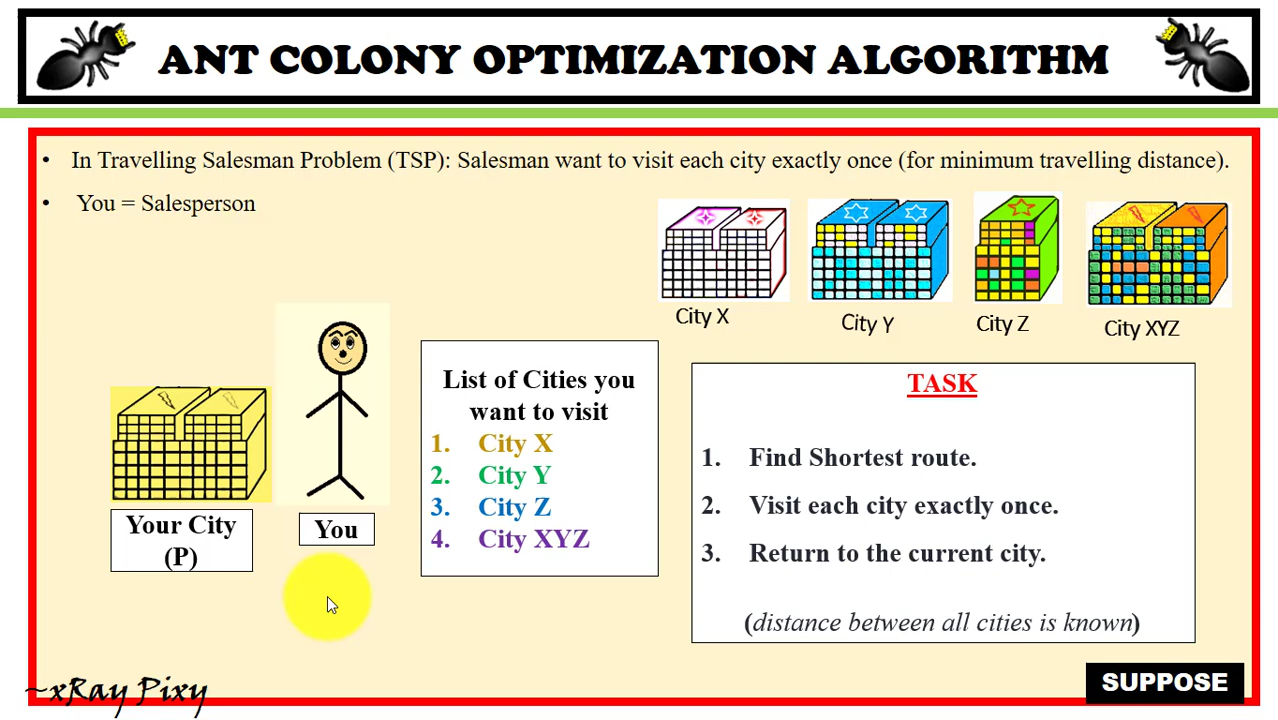 ANT COLONY OPTIMIZATION ALGORITHM
• In Travelling Salesman Problem (TSP): Salesman want to visit each city exactly once (for minimum travelling distance).
• You = Salesperson
City X
City Y
City Z
City XYZ
Your City
(P)
You
List of Cities you
want to visit
1. City X
2. City Y
3. City Z
4. City XYZ
TASK
1. Find Shortest route.
2. Visit each city exactly once.
3. Return to the current city.
(distance between all cities is known)
~xRay Pixy
SUPPOSE